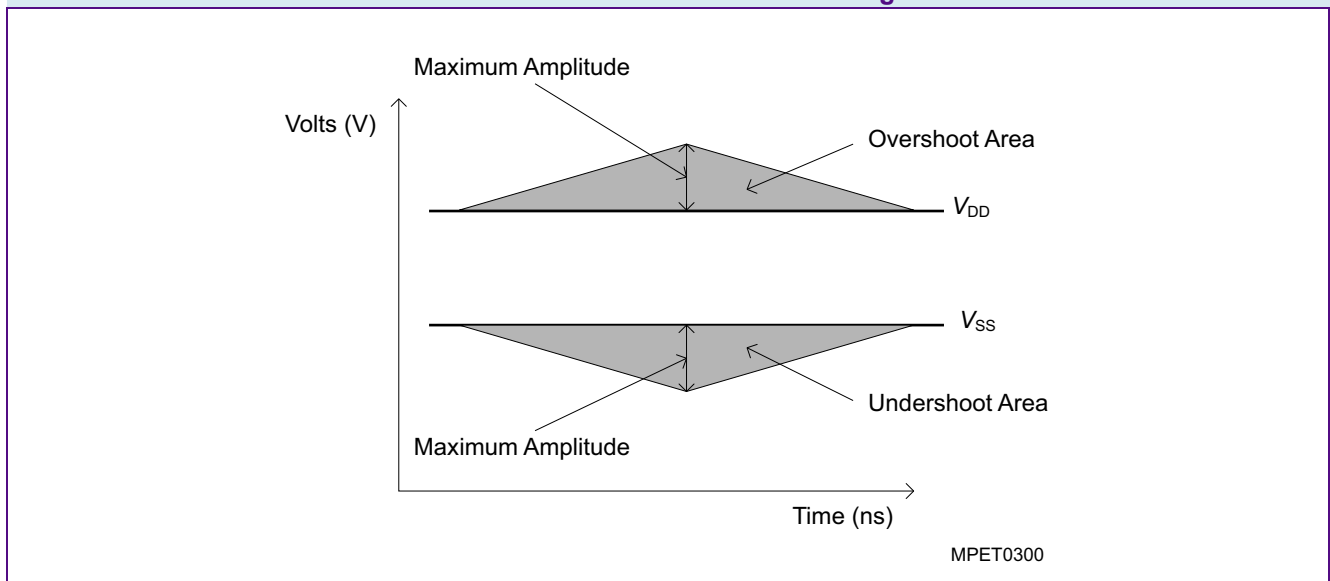 Maximum Amplitude
Volts (V)
Overshoot Area
VDD
VSS
Undershoot Area
Maximum Amplitude
Time (ns)
MPET0300